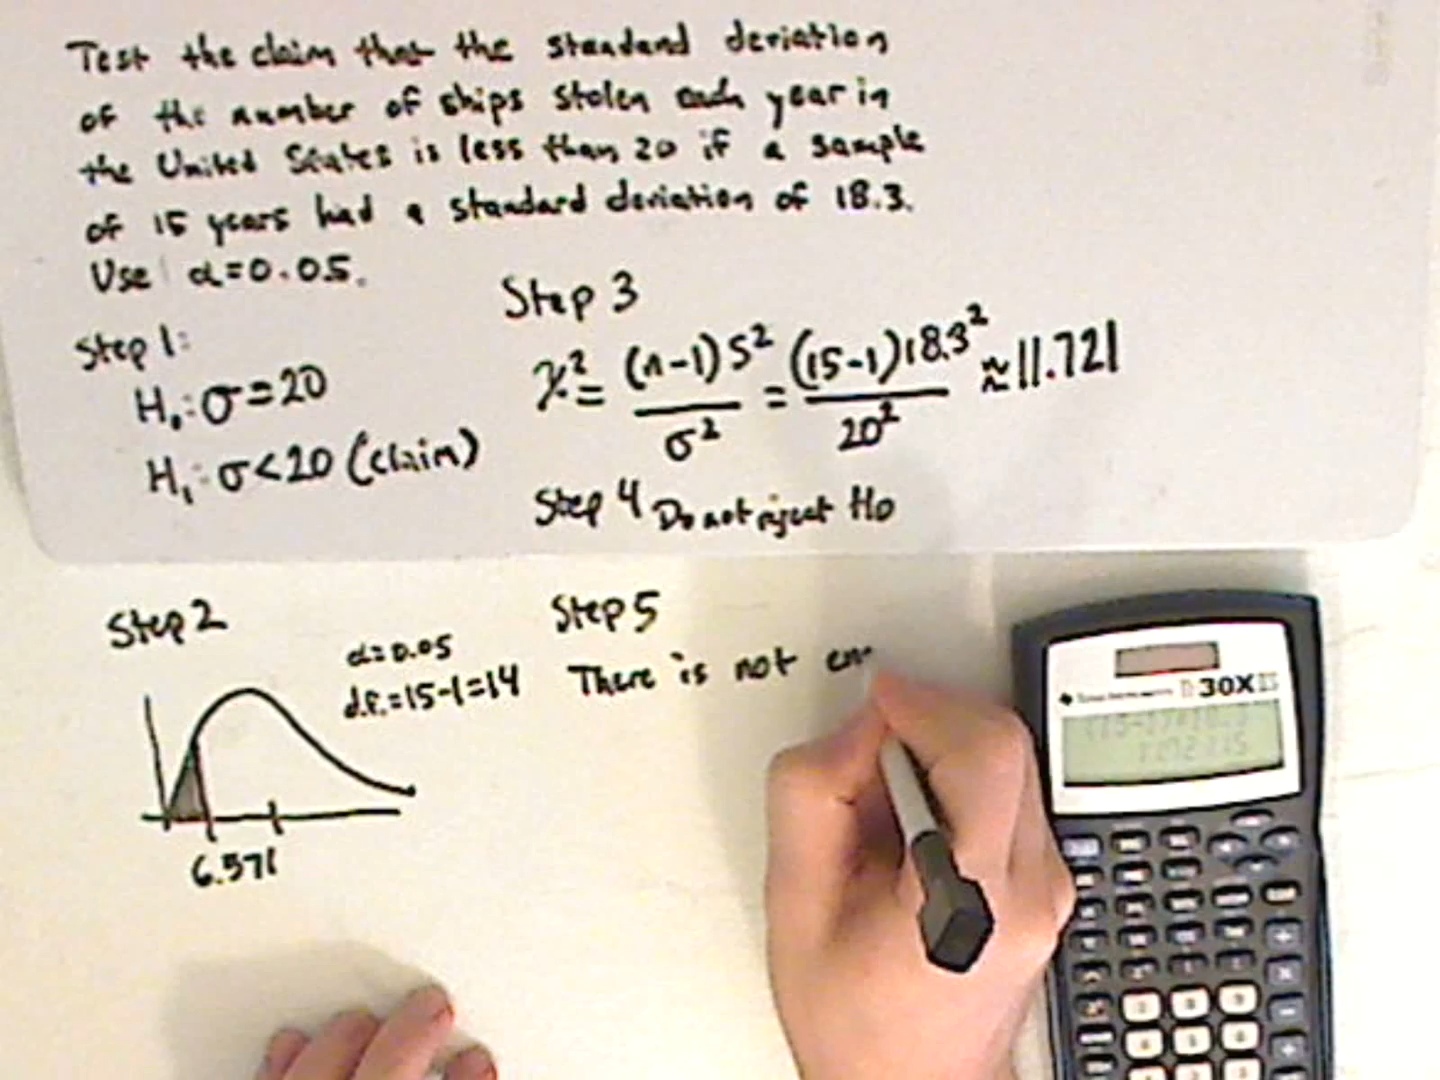 Test the claim that the standard deviation
of the number of ships stolen each year in
the United States is less than 20 if a sample
of 15 years had a standard deviation of 18.3.
Use α=0.05.
Step 1:
H₀:σ=20
H₁:σ<20 (claim)
Step 3
χ²=(n-1)s²/σ²=(15-1)18.3²/20²≈11.721
Step 4 Do not reject H0
Step 2
α=0.05
d.f.=15-1=14
6.571
Step 5
There is not en
30X IIS